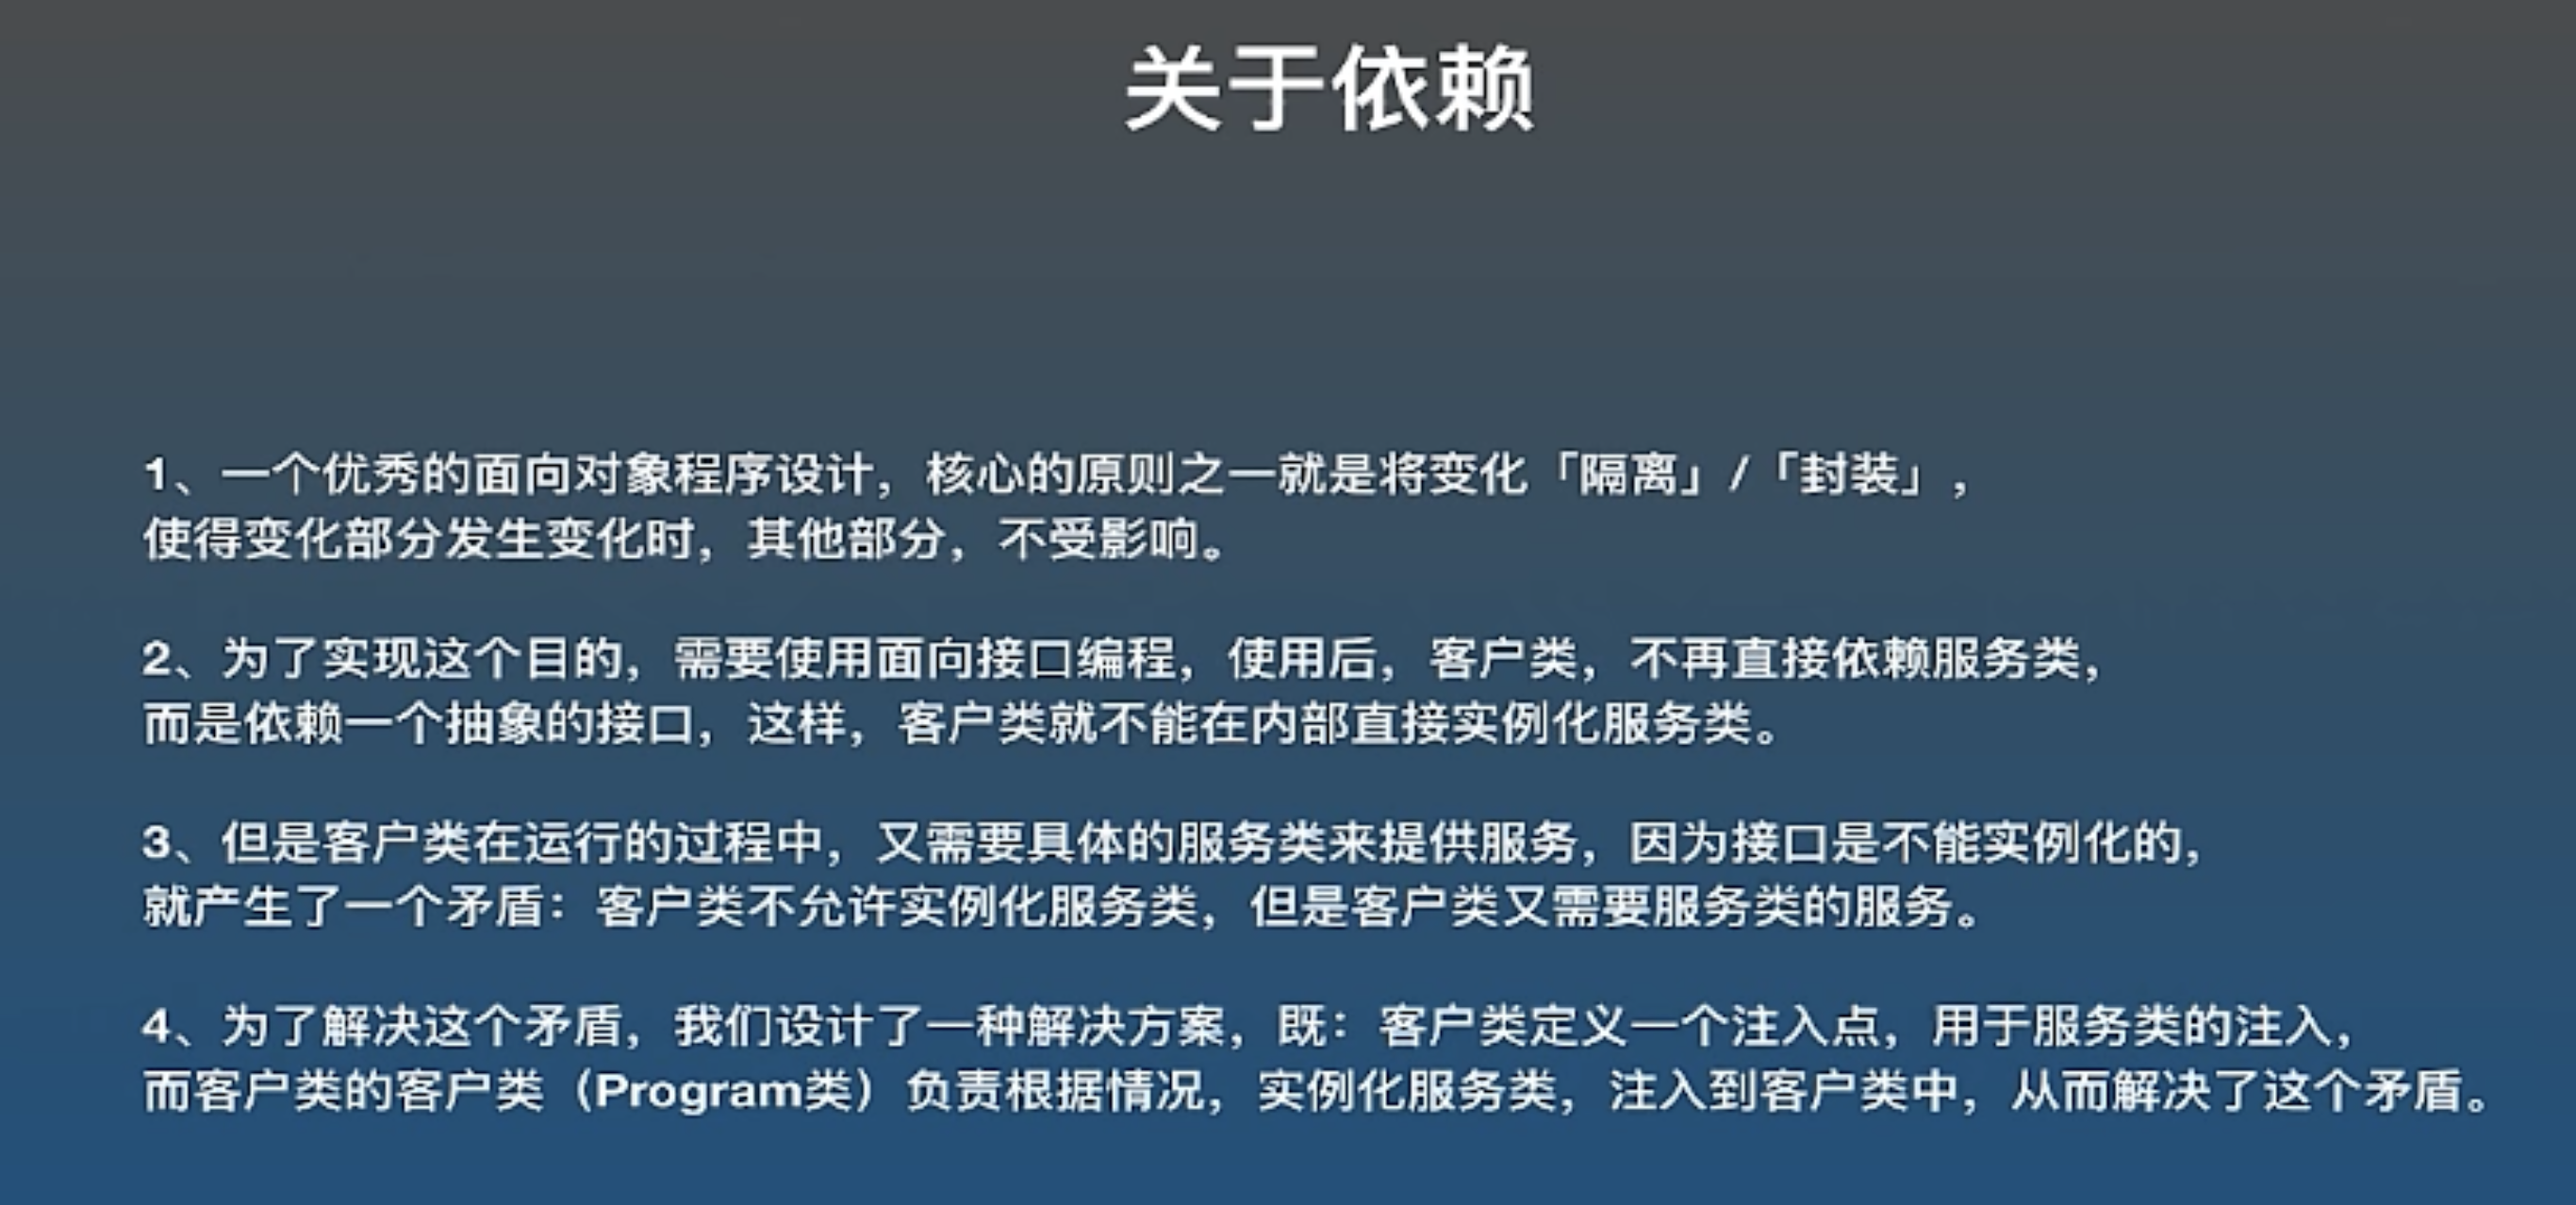 关于依赖
1、一个优秀的面向对象程序设计，核心的原则之一就是将变化「隔离」/「封装」，
使得变化部分发生变化时，其他部分，不受影响。
2、为了实现这个目的，需要使用面向接口编程，使用后，客户类，不再直接依赖服务类，
而是依赖一个抽象的接口，这样，客户类就不能在内部直接实例化服务类。
3、但是客户类在运行的过程中，又需要具体的服务类来提供服务，因为接口是不能实例化的，
就产生了一个矛盾：客户类不允许实例化服务类，但是客户类又需要服务类的服务。
4、为了解决这个矛盾，我们设计了一种解决方案，既：客户类定义一个注入点，用于服务类的注入，
而客户类的客户类（Program类）负责根据情况，实例化服务类，注入到客户类中，从而解决了这个矛盾。